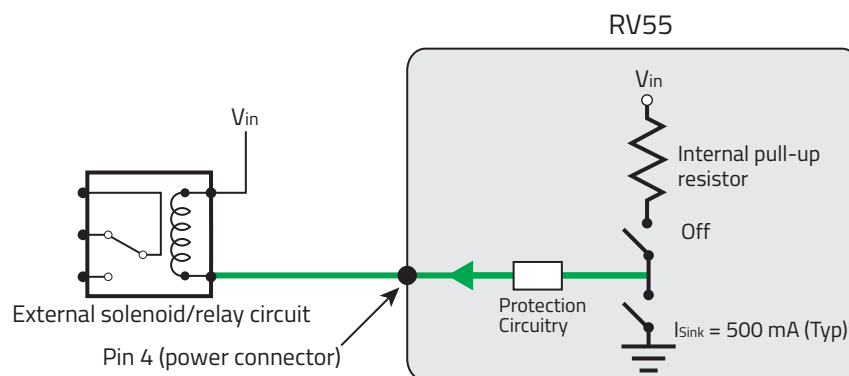 RV55
Vin
Vin
Internal pull-up
resistor
Off
External solenoid/relay circuit
Protection
Circuitry
ISink = 500 mA (Typ)
Pin 4 (power connector)